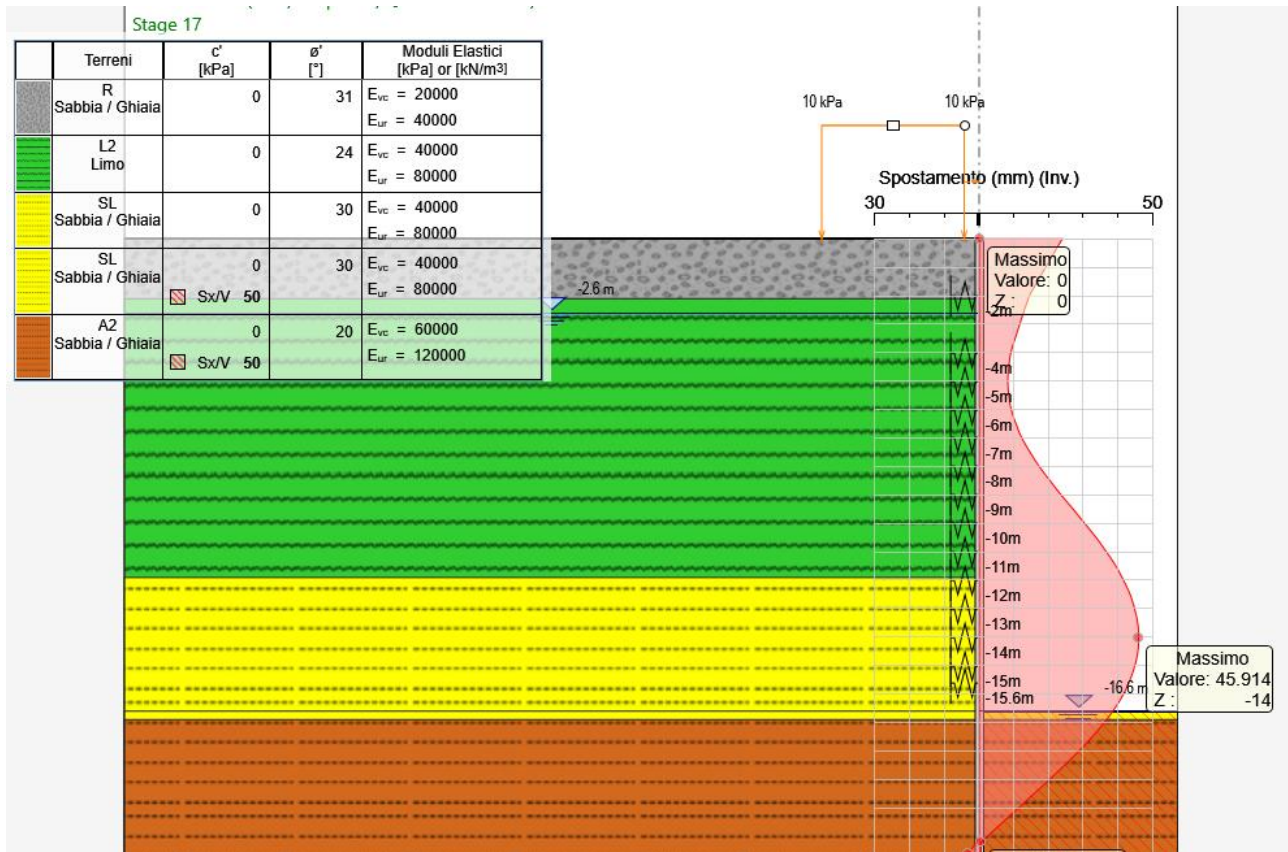 Stage 17
Terreni c' [kPa] ø' [°] Moduli Elastici [kPa] or [kN/m³]
R
Sabbia / Ghiaia 0 31 Evc = 20000
Eur = 40000
L2
Limo 0 24 Evc = 40000
Eur = 80000
SL
Sabbia / Ghiaia 0 30 Evc = 40000
Eur = 80000
SL
Sabbia / Ghiaia 0 30 Evc = 40000
Sx/V 50 Eur = 80000
A2
Sabbia / Ghiaia 0 20 Evc = 60000
Sx/V 50 Eur = 120000
10 kPa 10 kPa
Spostamento (mm) (Inv.)
30 50
Massimo
Valore: 0
Z : 0
-2.6 m
-2m
-4m
-5m
-6m
-7m
-8m
-9m
-10m
-11m
-12m
-13m
-14m
-15m
-15.6m
-16.6 m
Massimo
Valore: 45.914
Z : -14